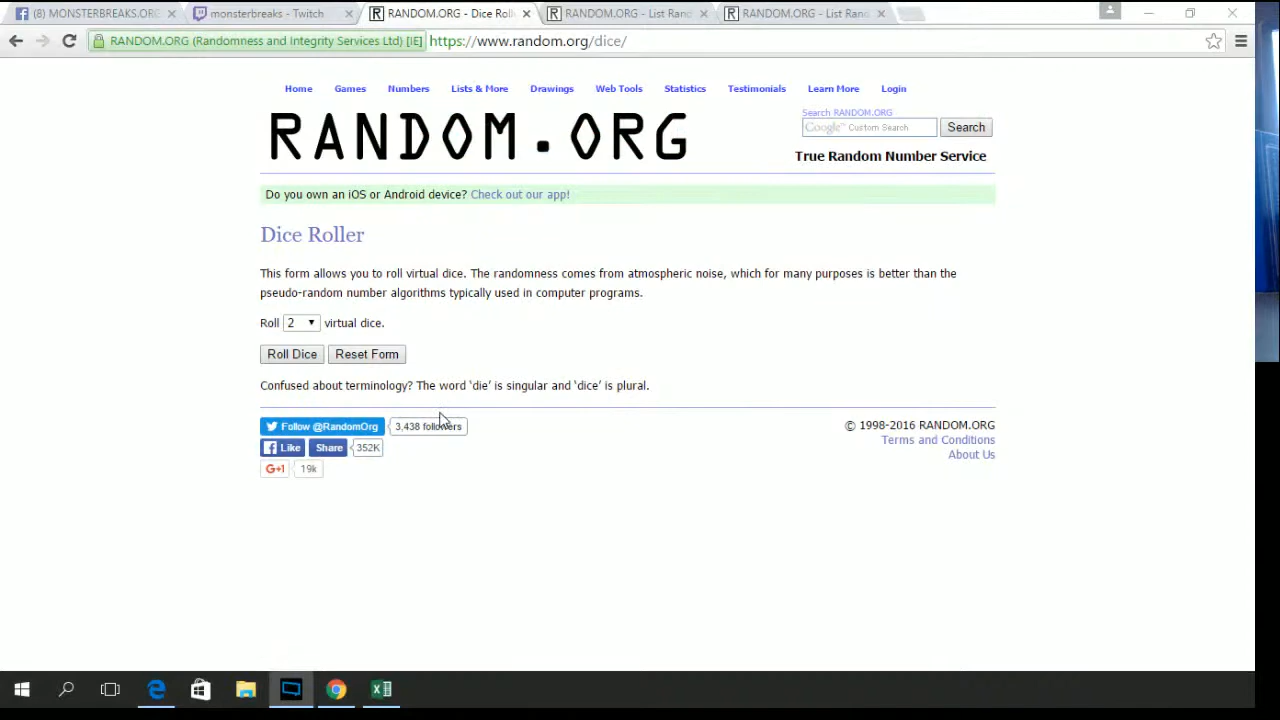 (8) MONSTERBREAKS.ORG
monsterbreaks - Twitch
RANDOM.ORG - Dice Roll
RANDOM.ORG - List Rand
RANDOM.ORG - List Rand
RANDOM.ORG (Randomness and Integrity Services Ltd) [IE]
https://www.random.org/dice/
Home Games Numbers Lists & More Drawings Web Tools Statistics Testimonials Learn More Login
RANDOM.ORG
Search RANDOM.ORG
Google™ Custom Search
Search
True Random Number Service
Do you own an iOS or Android device? Check out our app!
Dice Roller
This form allows you to roll virtual dice. The randomness comes from atmospheric noise, which for many purposes is better than the
pseudo-random number algorithms typically used in computer programs.
Roll 2 virtual dice.
Roll Dice Reset Form
Confused about terminology? The word ‘die’ is singular and ‘dice’ is plural.
Follow @RandomOrg 3,438 followers
Like Share 352K
G+1 19k
© 1998-2016 RANDOM.ORG
Terms and Conditions
About Us